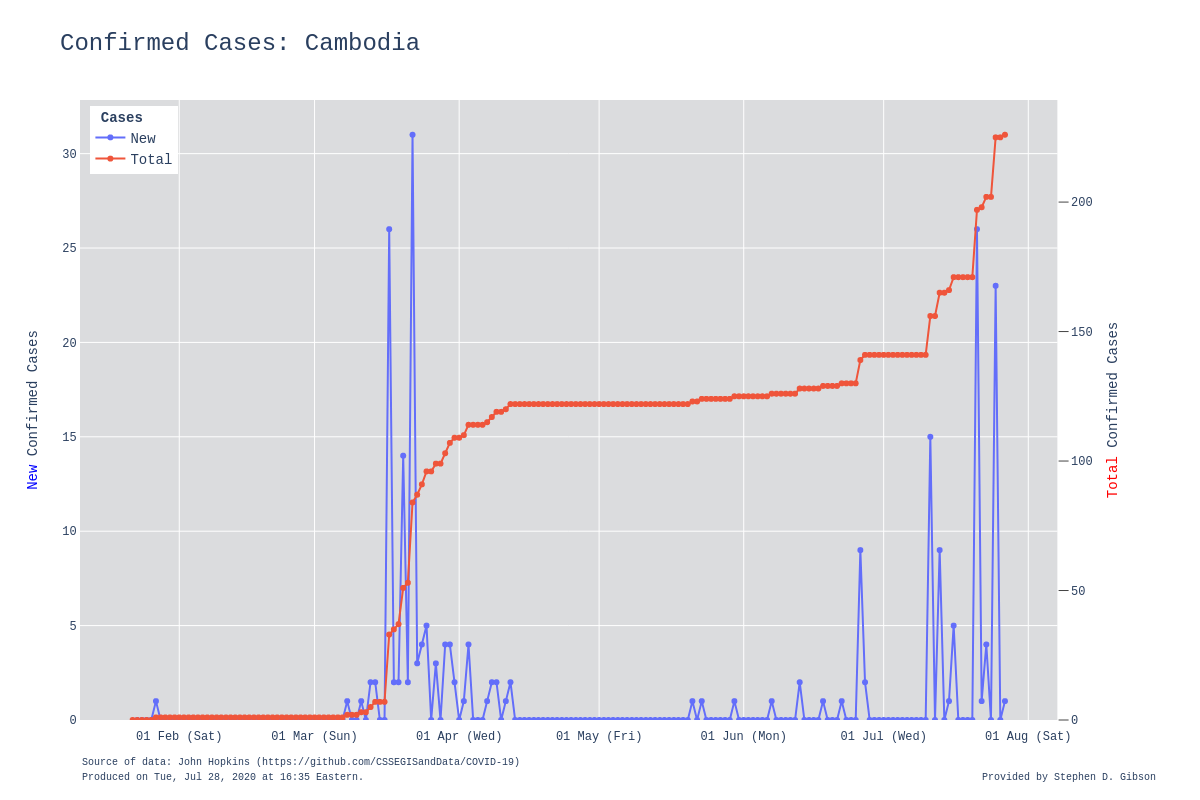 Confirmed Cases: Cambodia
Cases
New
Total
30
25
20
15
10
5
0
200
150
100
50
0
New Confirmed Cases
Total Confirmed Cases
01 Feb (Sat)
01 Mar (Sun)
01 Apr (Wed)
01 May (Fri)
01 Jun (Mon)
01 Jul (Wed)
01 Aug (Sat)
Source of data: John Hopkins (https://github.com/CSSEGISandData/COVID-19)
Produced on Tue, Jul 28, 2020 at 16:35 Eastern.
Provided by Stephen D. Gibson